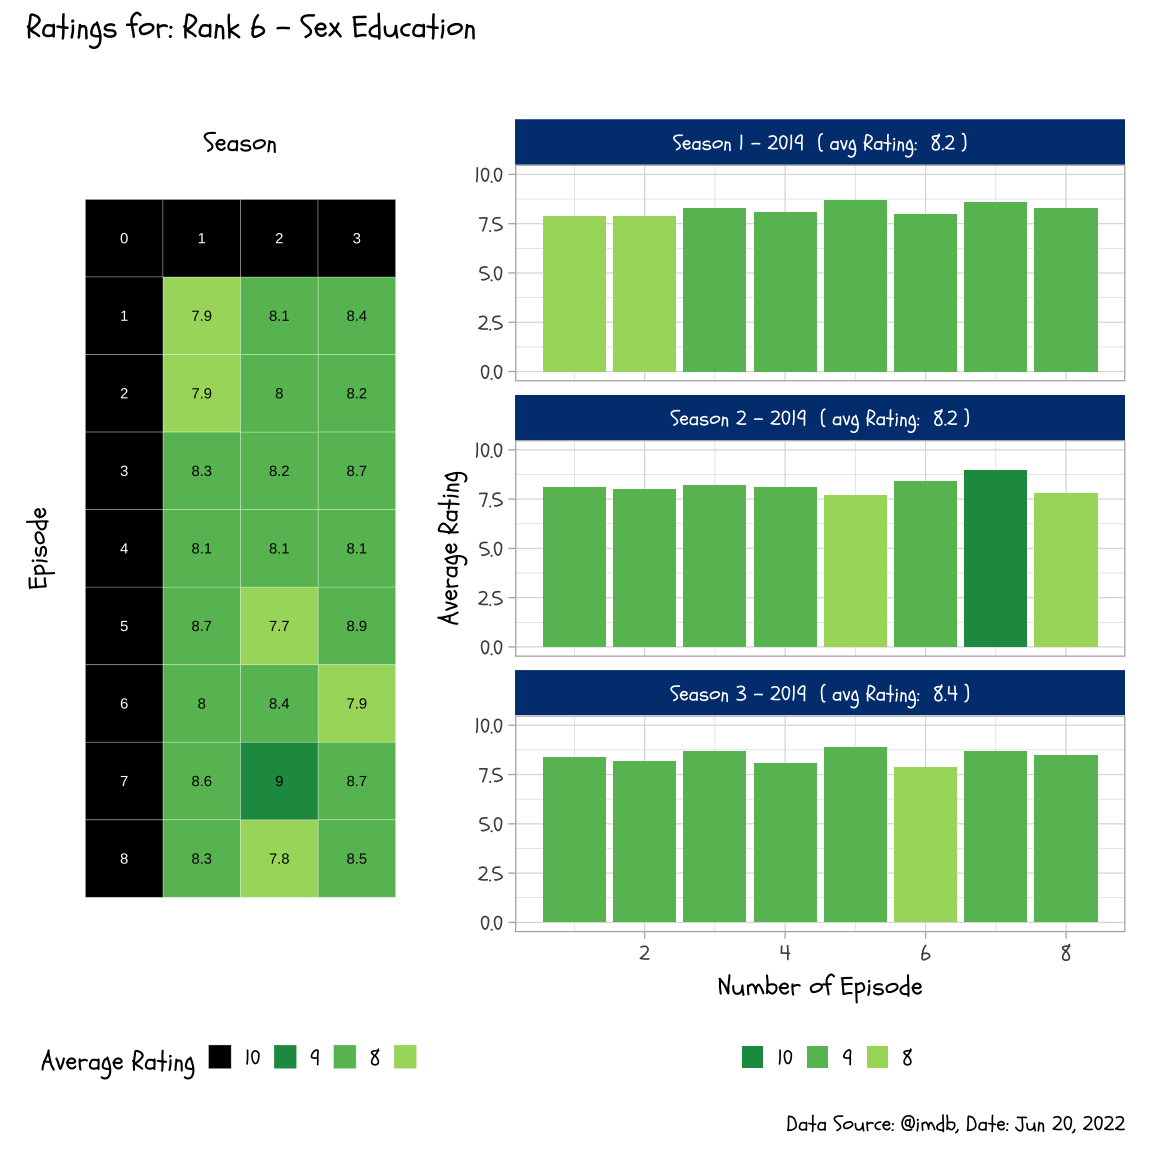 Ratings for: Rank 6 - Sex Education
Season
0 1 2 3
1 7.9 8.1 8.4
2 7.9 8 8.2
3 8.3 8.2 8.7
4 8.1 8.1 8.1
5 8.7 7.7 8.9
6 8 8.4 7.9
7 8.6 9 8.7
8 8.3 7.8 8.5
Episode
Average Rating 10 9 8
Season 1 - 2019 ( avg Rating: 8.2 )
10.0
7.5
5.0
2.5
0.0
Season 2 - 2019 ( avg Rating: 8.2 )
10.0
7.5
5.0
2.5
0.0
Season 3 - 2019 ( avg Rating: 8.4 )
10.0
7.5
5.0
2.5
0.0
2 4 6 8
Average Rating
Number of Episode
10 9 8
Data Source: @imdb, Date: Jun 20, 2022